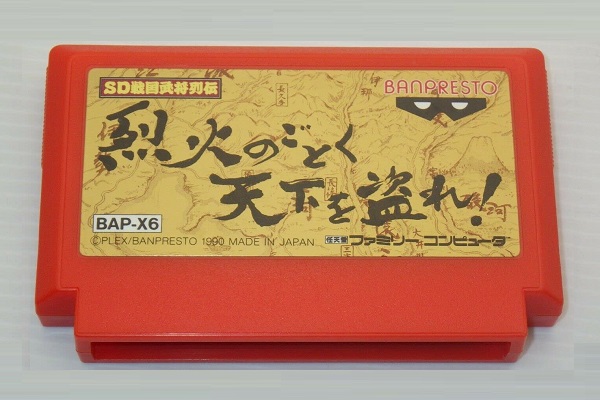 SD戦国武将列伝
BANPRESTO
烈火のごとく
天下を盗れ!
BAP-X6
©PLEX/BANPRESTO 1990 MADE IN JAPAN
任天堂 ファミリーコンピュータ